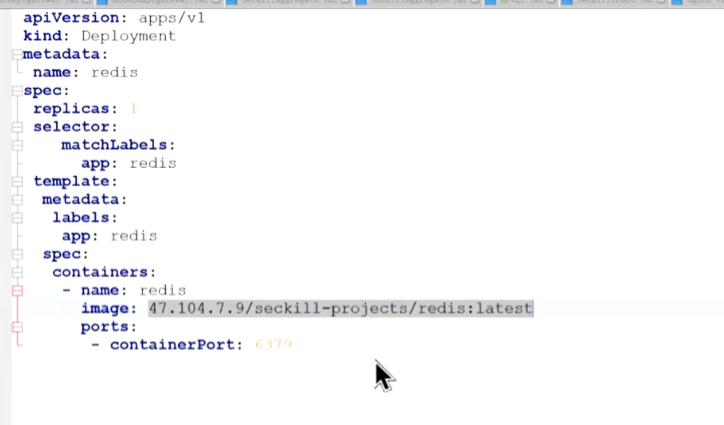 apiVersion: apps/v1
kind: Deployment
metadata:
 name: redis
spec:
 replicas: 1
 selector:
    matchLabels:
      app: redis
 template:
  metadata:
   labels:
    app: redis
  spec:
   containers:
    - name: redis
      image: 47.104.7.9/seckill-projects/redis:latest
      ports:
       - containerPort: 6379